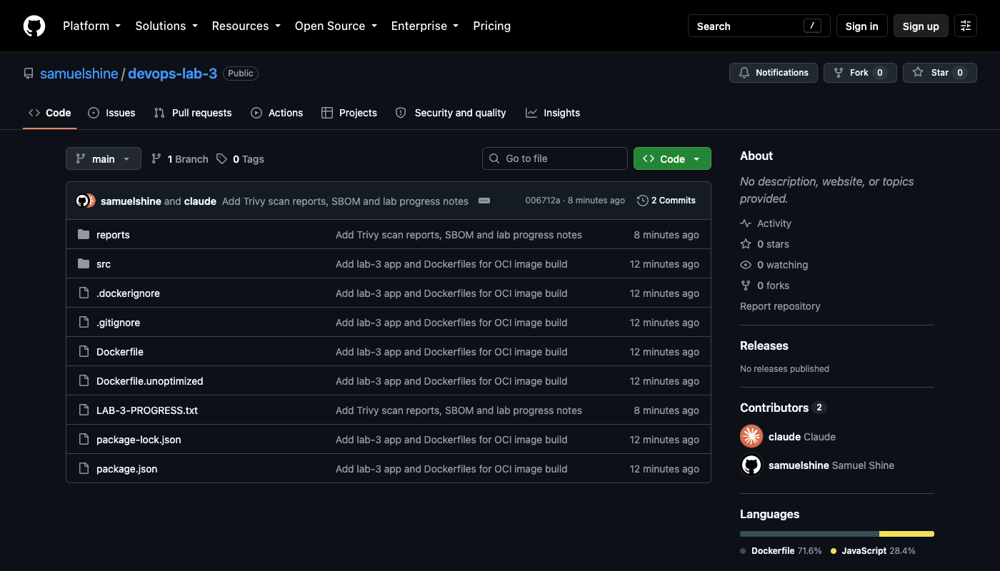 Platform Solutions Resources Open Source Enterprise Pricing Search / Sign in Sign up
samuelshine / devops-lab-3 Public Notifications Fork 0 Star 0
Code Issues Pull requests Actions Projects Security and quality Insights
main 1 Branch 0 Tags Go to file Code
samuelshine and claude Add Trivy scan reports, SBOM and lab progress notes 006712a · 8 minutes ago 2 Commits
reports Add Trivy scan reports, SBOM and lab progress notes 8 minutes ago
src Add lab-3 app and Dockerfiles for OCI image build 12 minutes ago
.dockerignore Add lab-3 app and Dockerfiles for OCI image build 12 minutes ago
.gitignore Add lab-3 app and Dockerfiles for OCI image build 12 minutes ago
Dockerfile Add lab-3 app and Dockerfiles for OCI image build 12 minutes ago
Dockerfile.unoptimized Add lab-3 app and Dockerfiles for OCI image build 12 minutes ago
LAB-3-PROGRESS.txt Add Trivy scan reports, SBOM and lab progress notes 8 minutes ago
package-lock.json Add lab-3 app and Dockerfiles for OCI image build 12 minutes ago
package.json Add lab-3 app and Dockerfiles for OCI image build 12 minutes ago
About
No description, website, or topics
provided.
Activity
0 stars
0 watching
0 forks
Report repository
Releases
No releases published
Contributors 2
claude Claude
samuelshine Samuel Shine
Languages
Dockerfile 71.6% JavaScript 28.4%